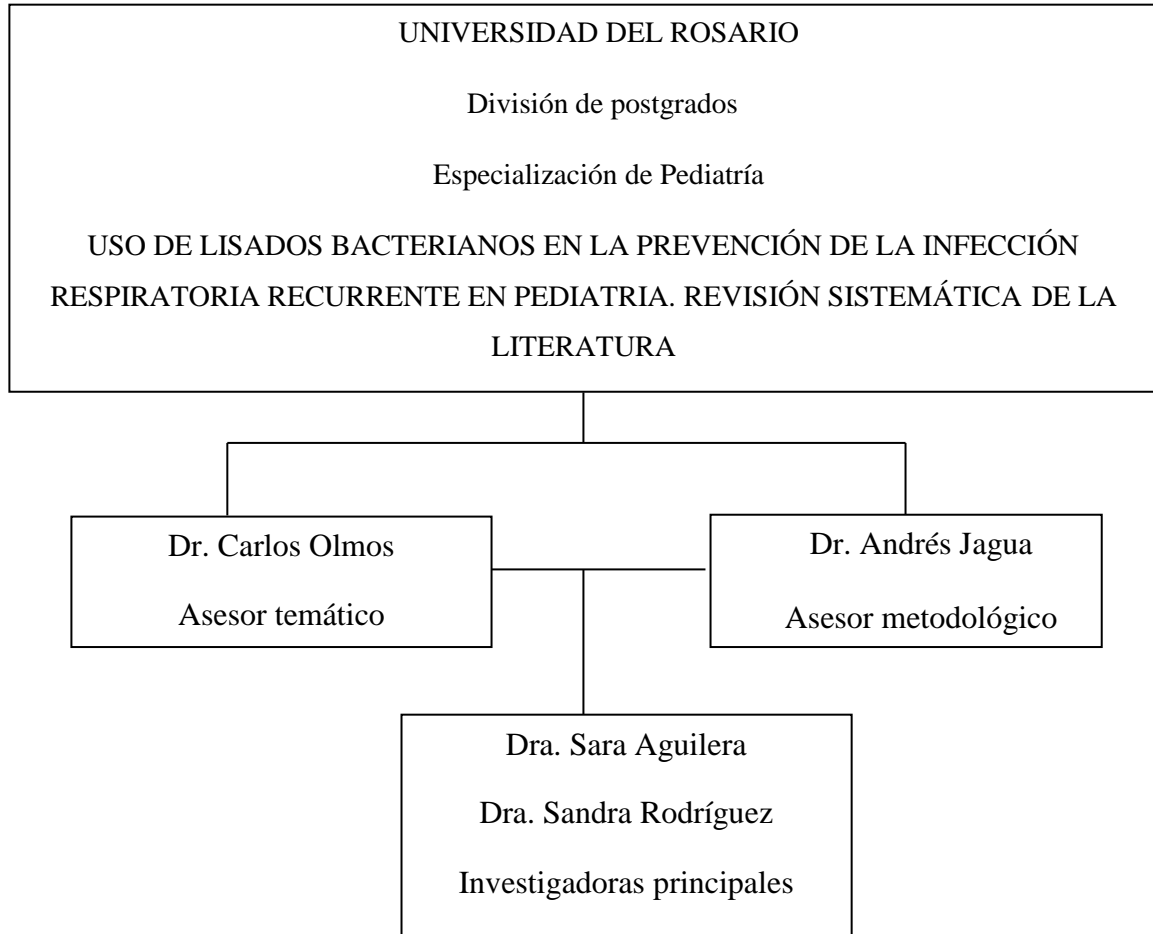 UNIVERSIDAD DEL ROSARIO
División de postgrados
Especialización de Pediatría
USO DE LISADOS BACTERIANOS EN LA PREVENCIÓN DE LA INFECCIÓN
RESPIRATORIA RECURRENTE EN PEDIATRIA. REVISIÓN SISTEMÁTICA DE LA
LITERATURA
Dr. Carlos Olmos
Asesor temático
Dr. Andrés Jagua
Asesor metodológico
Dra. Sara Aguilera
Dra. Sandra Rodríguez
Investigadoras principales